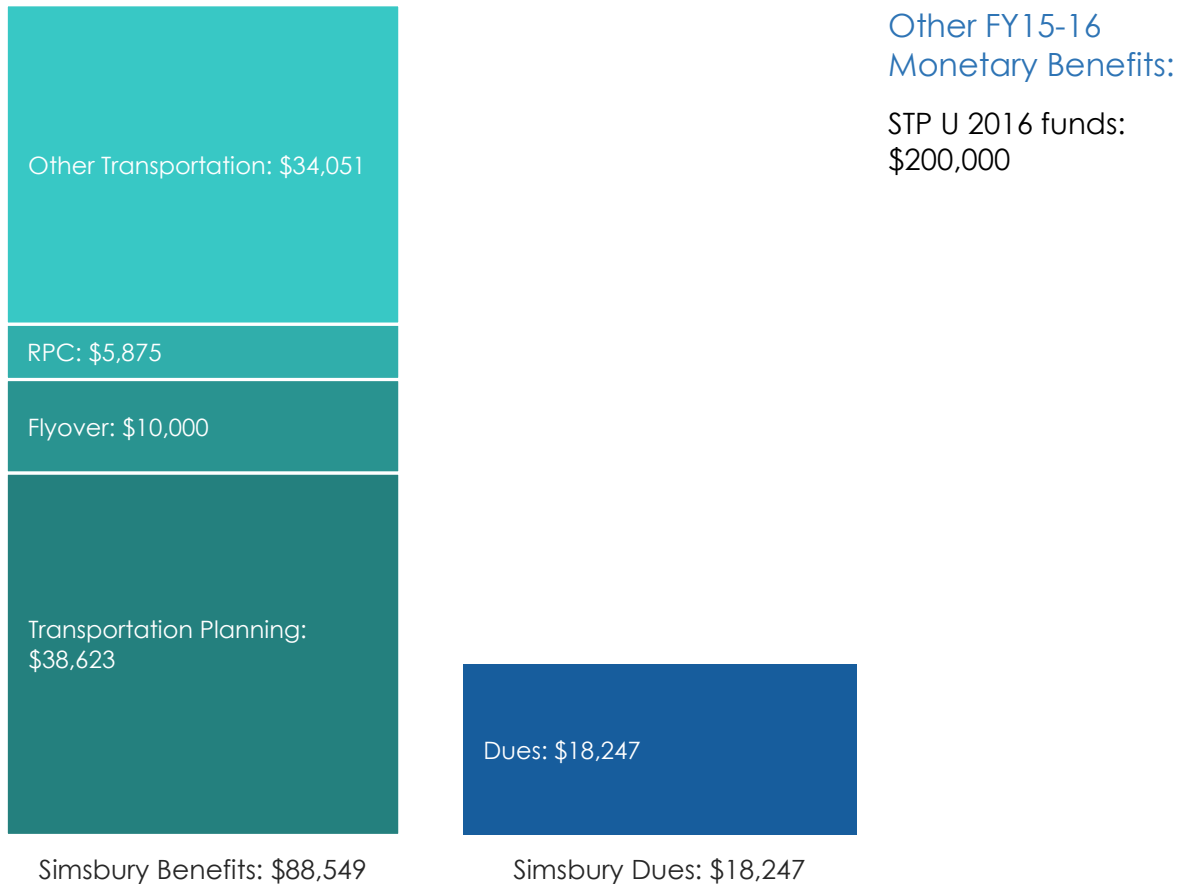 Other Transportation: $34,051
RPC: $5,875
Flyover: $10,000
Transportation Planning:
$38,623
Simsbury Benefits: $88,549
Dues: $18,247
Simsbury Dues: $18,247
Other FY15-16
Monetary Benefits:
STP U 2016 funds:
$200,000